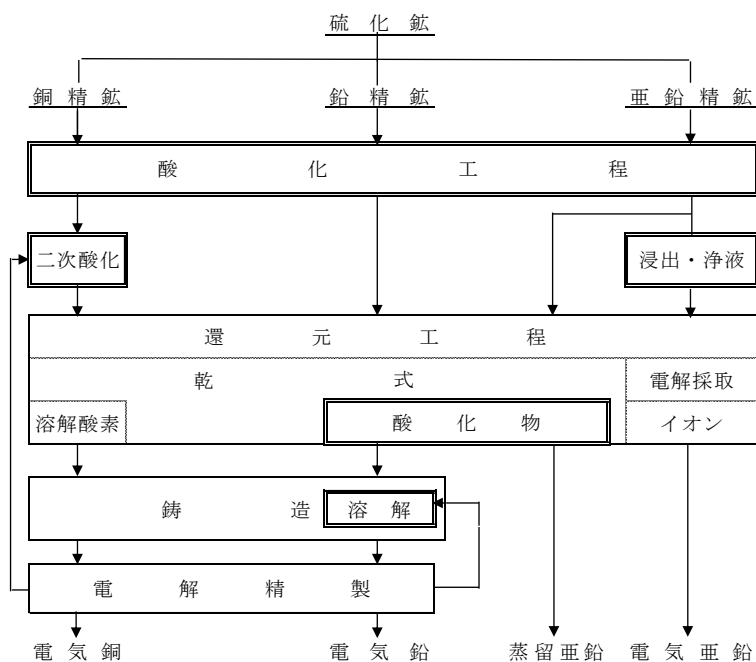 硫化鉱
銅精鉱 鉛精鉱 亜鉛精鉱
酸化工程
二次酸化 浸出・浄液
還元工程
乾式 電解採取
溶解酸素 酸化物 イオン
鋳造 溶解
電解精製
電気銅 電気鉛 蒸留亜鉛 電気亜鉛